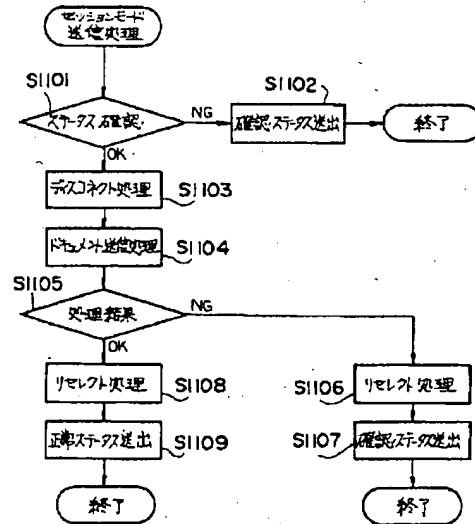 セッションモード
送信処理
S1101
ステータス確認
NG
S1102
確認ステータス送出
終了
OK
ディスコネクト処理
S1103
ドキュメント送信処理
S1104
S1105
処理結果
NG
OK
リセレクト処理
S1108
S1106
リセレクト処理
正常ステータス送出
S1109
S1107
確認ステータス送出
終了
終了